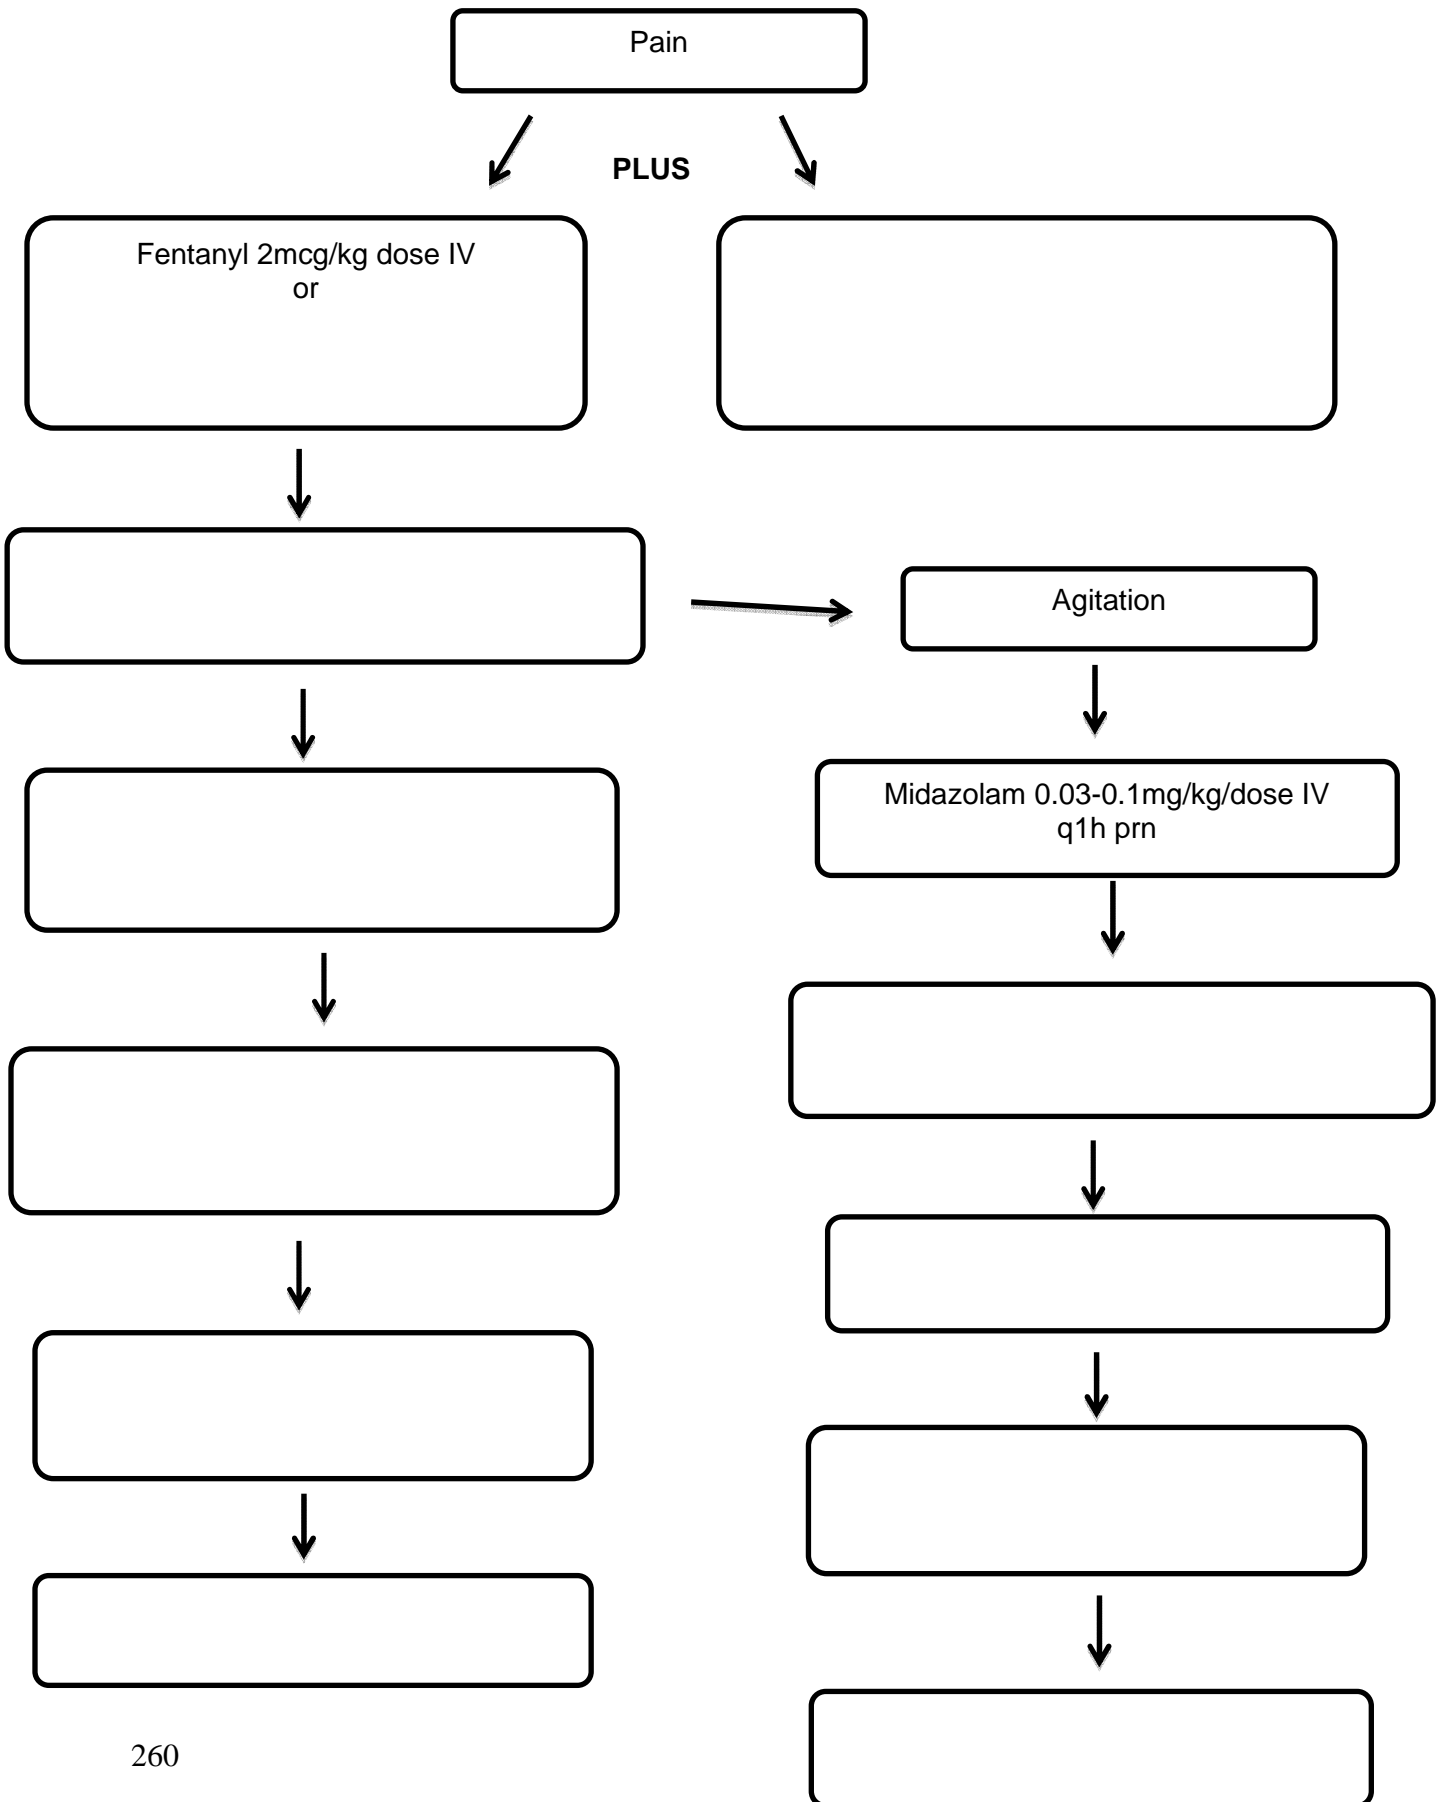 Pain
PLUS
Fentanyl 2mcg/kg dose IV
or
Agitation
Midazolam 0.03-0.1mg/kg/dose IV
q1h prn
260